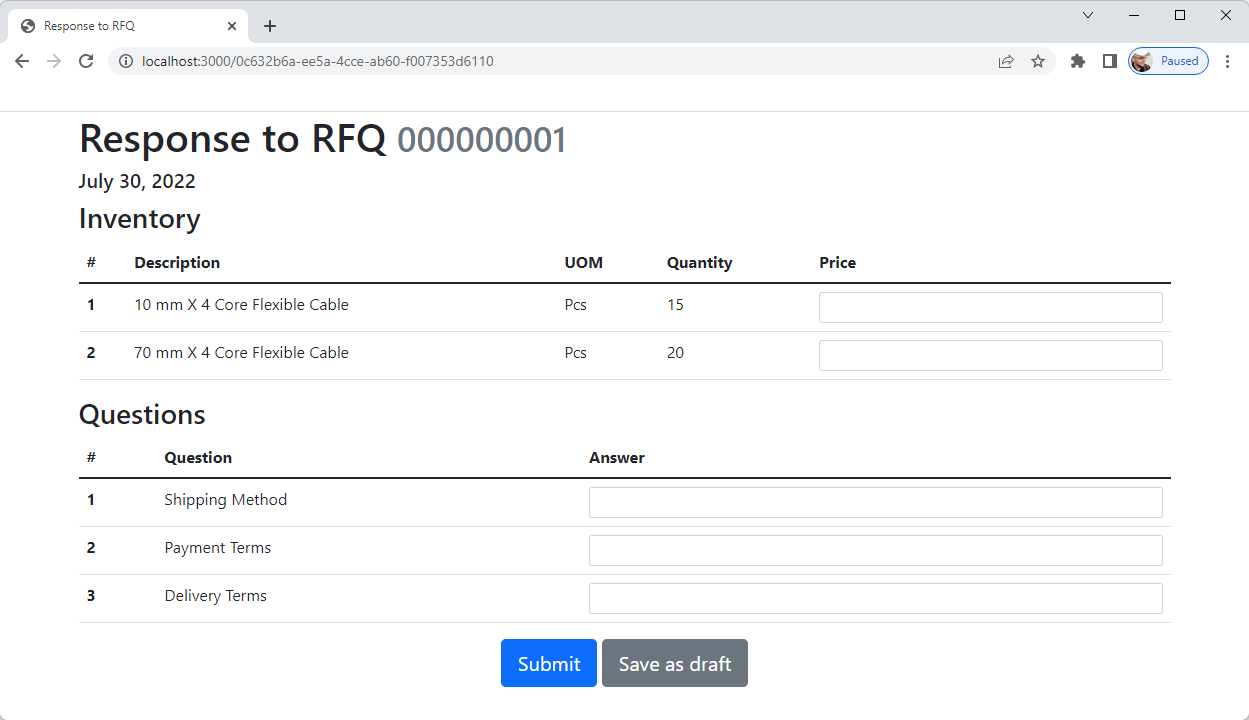 Response to RFQ
localhost:3000/0c632b6a-ee5a-4cce-ab60-f007353d6110
Paused
Response to RFQ 000000001
July 30, 2022
Inventory
# Description UOM Quantity Price
1 10 mm X 4 Core Flexible Cable Pcs 15
2 70 mm X 4 Core Flexible Cable Pcs 20
Questions
# Question Answer
1 Shipping Method
2 Payment Terms
3 Delivery Terms
Submit Save as draft